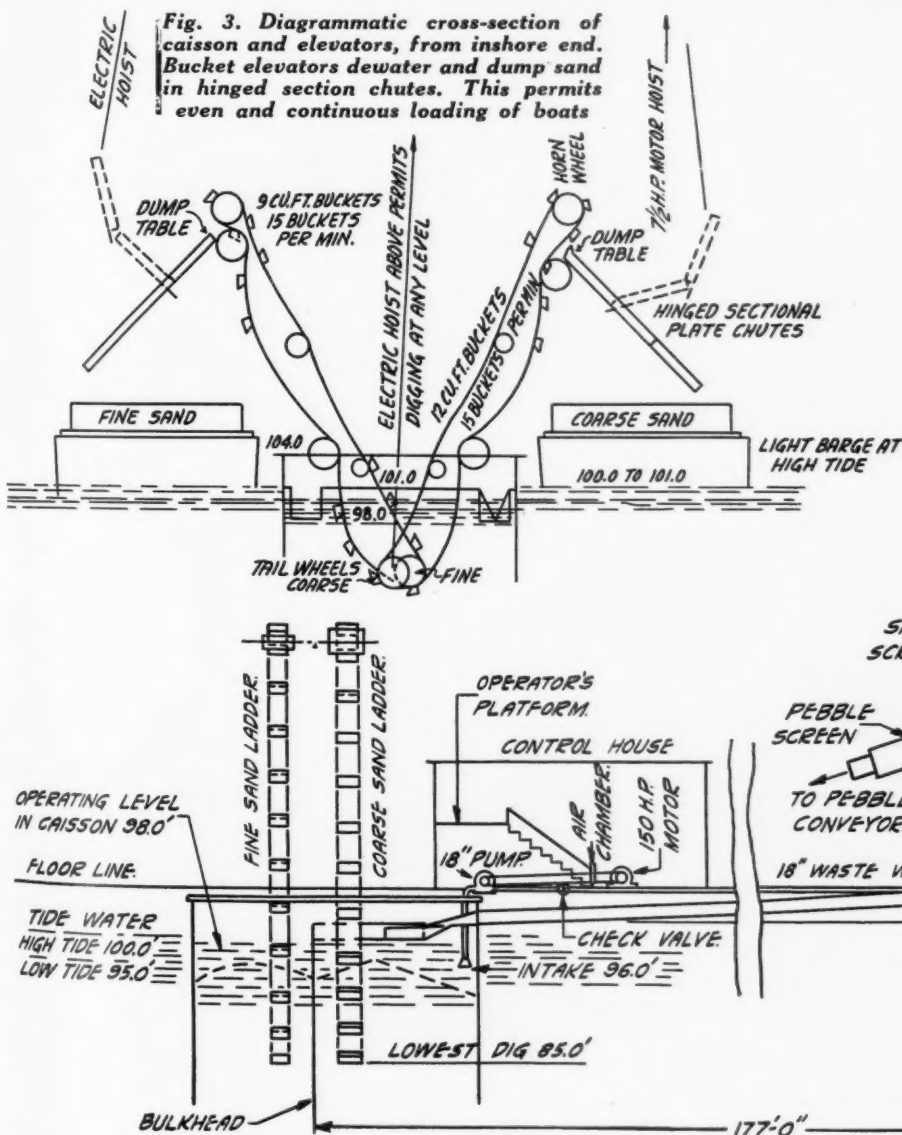 Fig. 3. Diagrammatic cross-section of
caisson and elevators, from inshore end.
Bucket elevators dewater and dump sand
in hinged section chutes. This permits
even and continuous loading of boats
ELECTRIC
HOIST
7½ H.P. MOTOR HOIST
HORN
WHEEL
9 CU.FT. BUCKETS
15 BUCKETS
PER MIN.
DUMP
TABLE
ELECTRIC HOIST ABOVE PERMITS
DIGGING AT ANY LEVEL
12 CU.FT. BUCKETS
15 BUCKETS PER MIN.
DUMP
TABLE
HINGED SECTIONAL
PLATE CHUTES
FINE SAND
COARSE SAND
104.0
101.0
100.0 TO 101.0
LIGHT BARGE AT
HIGH TIDE
98.0
TAIL WHEELS
COARSE
FINE
FINE SAND LADDER.
COARSE SAND LADDER.
OPERATOR'S
PLATFORM.
CONTROL HOUSE
PEBBLE
SCREEN
TO PEBBLE
CONVEYOR
OPERATING LEVEL
IN CAISSON 98.0'
AIR
CHAMBER.
150 H.P.
MOTOR
18" PUMP
FLOOR LINE.
18" WASTE
TIDE WATER
HIGH TIDE 100.0'
LOW TIDE 95.0'
CHECK VALVE.
INTAKE 96.0'
LOWEST DIG 85.0'
BULKHEAD
177'-0"